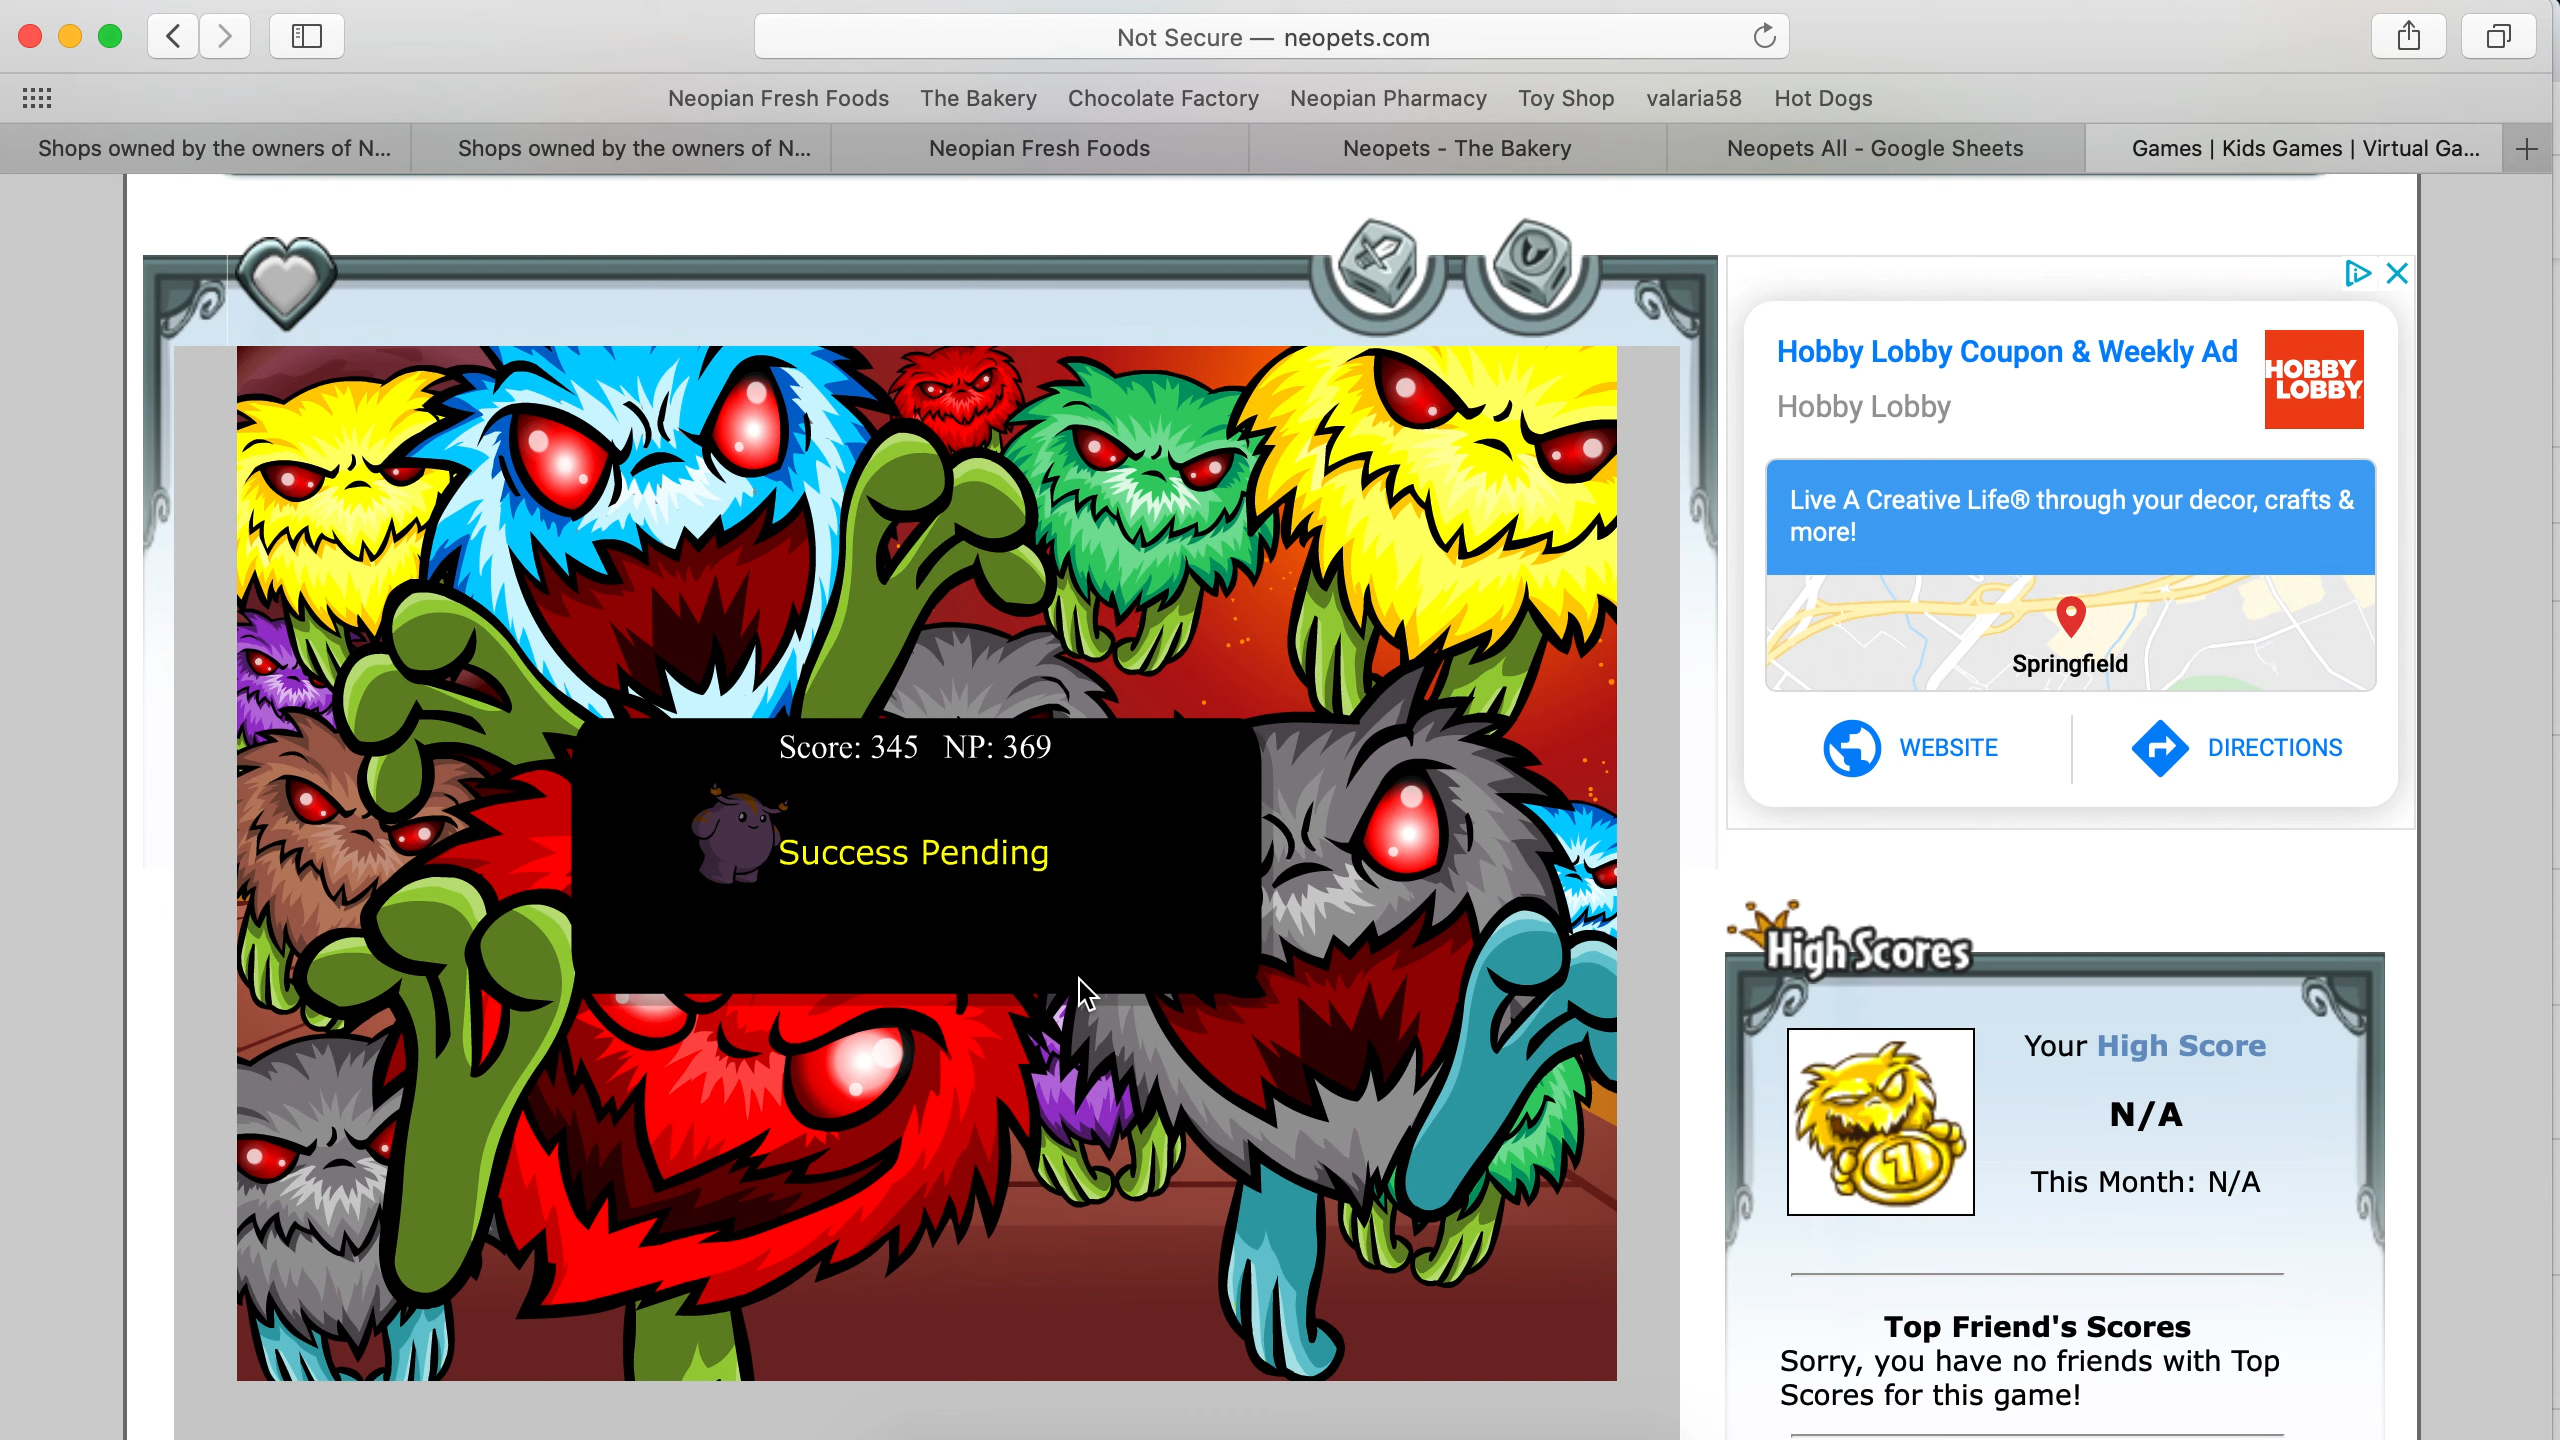 Not Secure — neopets.com
Neopian Fresh Foods The Bakery Chocolate Factory Neopian Pharmacy Toy Shop valaria58 Hot Dogs
Shops owned by the owners of N... Shops owned by the owners of N... Neopian Fresh Foods Neopets - The Bakery Neopets All - Google Sheets Games | Kids Games | Virtual Ga...
Hobby Lobby Coupon & Weekly Ad
Hobby Lobby
HOBBY
LOBBY
Live A Creative Life® through your decor, crafts &
more!
Springfield
WEBSITE DIRECTIONS
Score: 345 NP: 369
Success Pending
High Scores
Your High Score
N/A
This Month: N/A
1
Top Friend's Scores
Sorry, you have no friends with Top
Scores for this game!